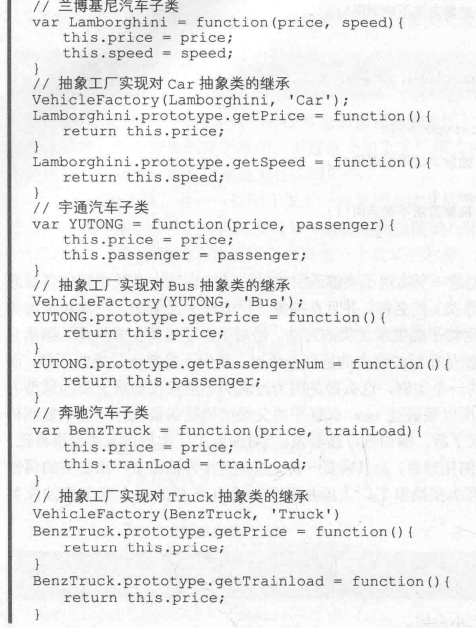 // 兰博基尼汽车子类
var Lamborghini = function(price, speed){
    this.price = price;
    this.speed = speed;
}
// 抽象工厂实现对 Car 抽象类的继承
VehicleFactory(Lamborghini, 'Car');
Lamborghini.prototype.getPrice = function(){
    return this.price;
}
Lamborghini.prototype.getSpeed = function(){
    return this.speed;
}
// 宇通汽车子类
var YUTONG = function(price, passenger){
    this.price = price;
    this.passenger = passenger;
}
// 抽象工厂实现对 Bus 抽象类的继承
VehicleFactory(YUTONG, 'Bus');
YUTONG.prototype.getPrice = function(){
    return this.price;
}
YUTONG.prototype.getPassengerNum = function(){
    return this.passenger;
}
// 奔驰汽车子类
var BenzTruck = function(price, trainLoad){
    this.price = price;
    this.trainLoad = trainLoad;
}
// 抽象工厂实现对 Truck 抽象类的继承
VehicleFactory(BenzTruck, 'Truck')
BenzTruck.prototype.getPrice = function(){
    return this.price;
}
BenzTruck.prototype.getTrainload = function(){
    return this.price;
}